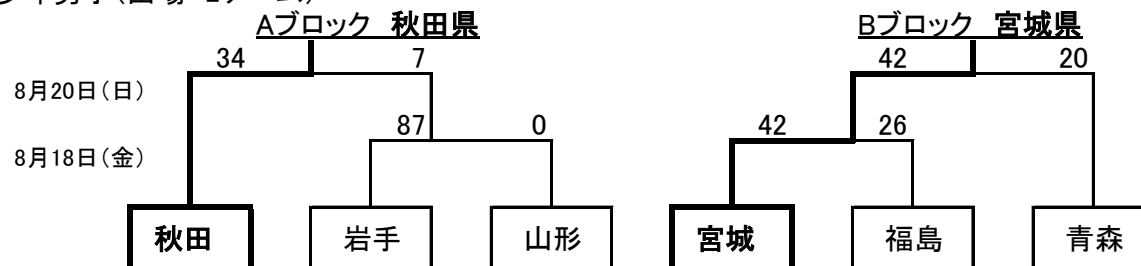 Aブロック 秋田県 Bブロック 宮城県
34 7 42 20
8月20日(日)
87 0 42 26
8月18日(金)
秋田 岩手 山形 宮城 福島 青森